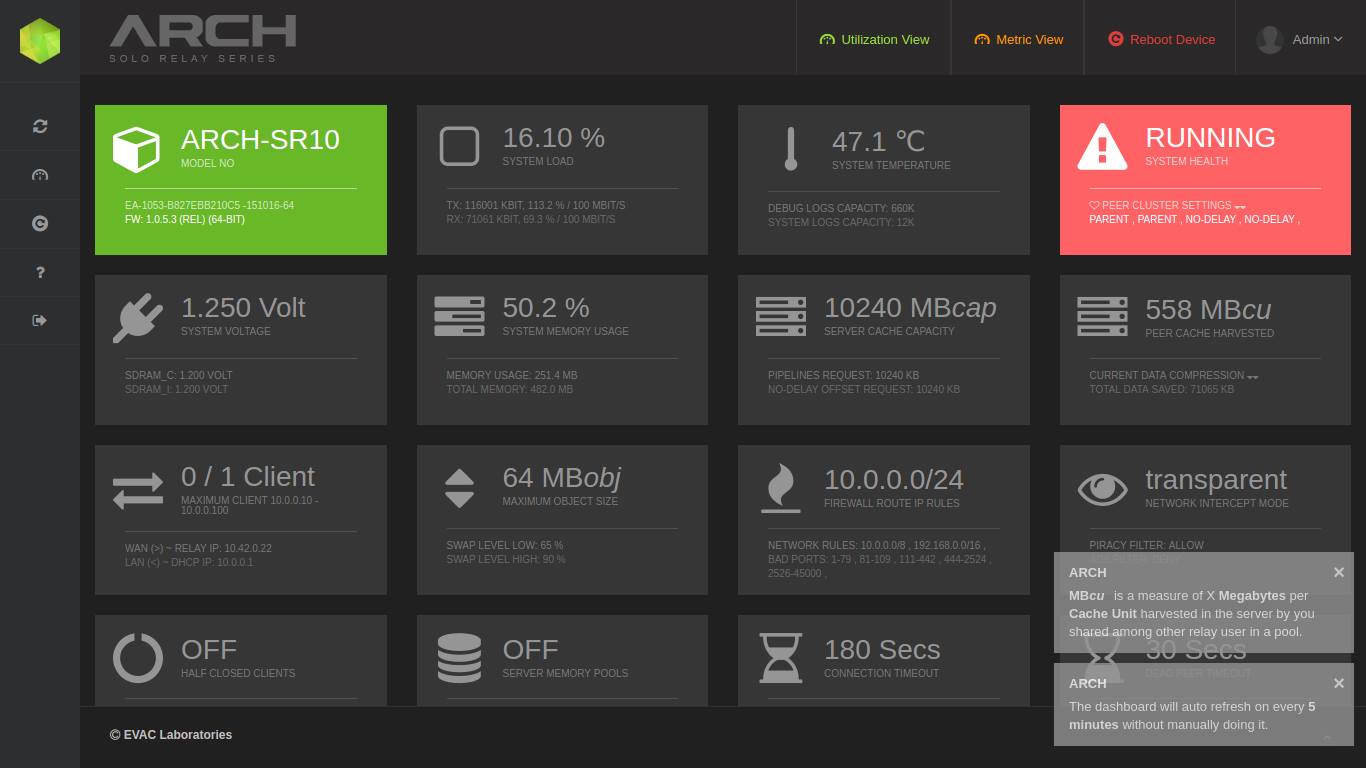 ARCH
SOLO RELAY SERIES
Utilization View
Metric View
Reboot Device
Admin
ARCH-SR10
MODEL NO
EA-1053-B827EBB210C5 -151016-64
FW: 1.0.5.3 (REL) (64-BIT)
16.10 %
SYSTEM LOAD
TX: 116001 KBIT, 113.2 % / 100 MBIT/S
RX: 71061 KBIT, 69.3 % / 100 MBIT/S
47.1 ℃
SYSTEM TEMPERATURE
DEBUG LOGS CAPACITY: 660K
SYSTEM LOGS CAPACITY: 12K
RUNNING
SYSTEM HEALTH
PEER CLUSTER SETTINGS
PARENT , PARENT , NO-DELAY , NO-DELAY ,
1.250 Volt
SYSTEM VOLTAGE
SDRAM_C: 1.200 VOLT
SDRAM_I: 1.200 VOLT
50.2 %
SYSTEM MEMORY USAGE
MEMORY USAGE: 251.4 MB
TOTAL MEMORY: 482.0 MB
10240 MBcap
SERVER CACHE CAPACITY
PIPELINES REQUEST: 10240 KB
NO-DELAY OFFSET REQUEST: 10240 KB
558 MBcu
PEER CACHE HARVESTED
CURRENT DATA COMPRESSION
TOTAL DATA SAVED: 71065 KB
0 / 1 Client
MAXIMUM CLIENT 10.0.0.10 -
10.0.0.100
WAN (>) ~ RELAY IP: 10.42.0.22
LAN (<) ~ DHCP IP: 10.0.0.1
64 MBobj
MAXIMUM OBJECT SIZE
SWAP LEVEL LOW: 65 %
SWAP LEVEL HIGH: 90 %
10.0.0.0/24
FIREWALL ROUTE IP RULES
NETWORK RULES: 10.0.0.0/8 , 192.168.0.0/16 ,
BAD PORTS: 1-79 , 81-109 , 111-442 , 444-2524 ,
2526-45000 ,
transparent
NETWORK INTERCEPT MODE
PIRACY FILTER: ALLOW
OFF
HALF CLOSED CLIENTS
OFF
SERVER MEMORY POOLS
180 Secs
CONNECTION TIMEOUT
30 Secs
DEAD PEER TIMEOUT
ARCH
MBcu is a measure of X Megabytes per
Cache Unit harvested in the server by you
shared among other relay user in a pool.
ARCH
The dashboard will auto refresh on every 5
minutes without manually doing it.
© EVAC Laboratories